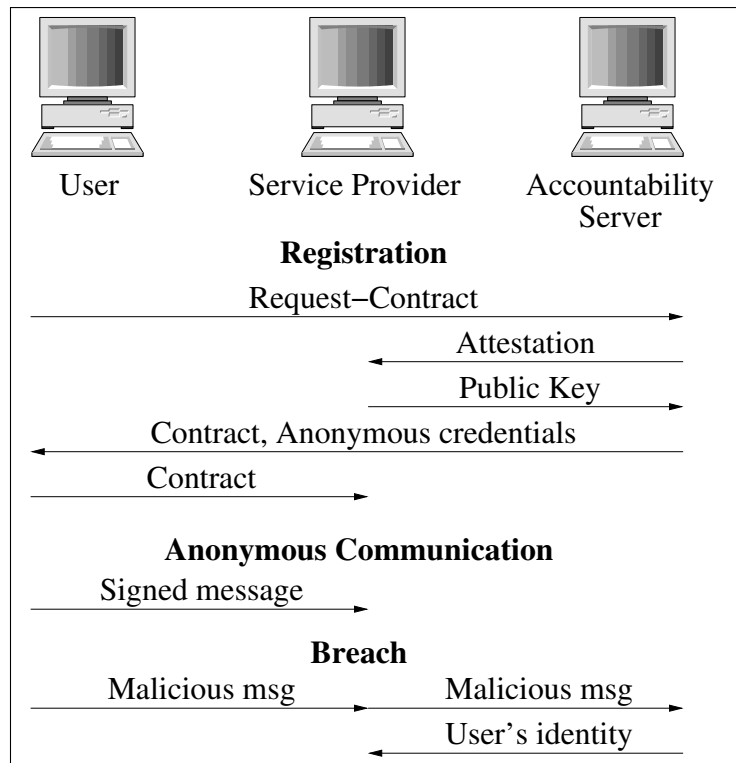 User
Service Provider
Accountability
Server
Registration
Request−Contract
Attestation
Public Key
Contract, Anonymous credentials
Contract
Anonymous Communication
Signed message
Breach
Malicious msg
Malicious msg
User's identity